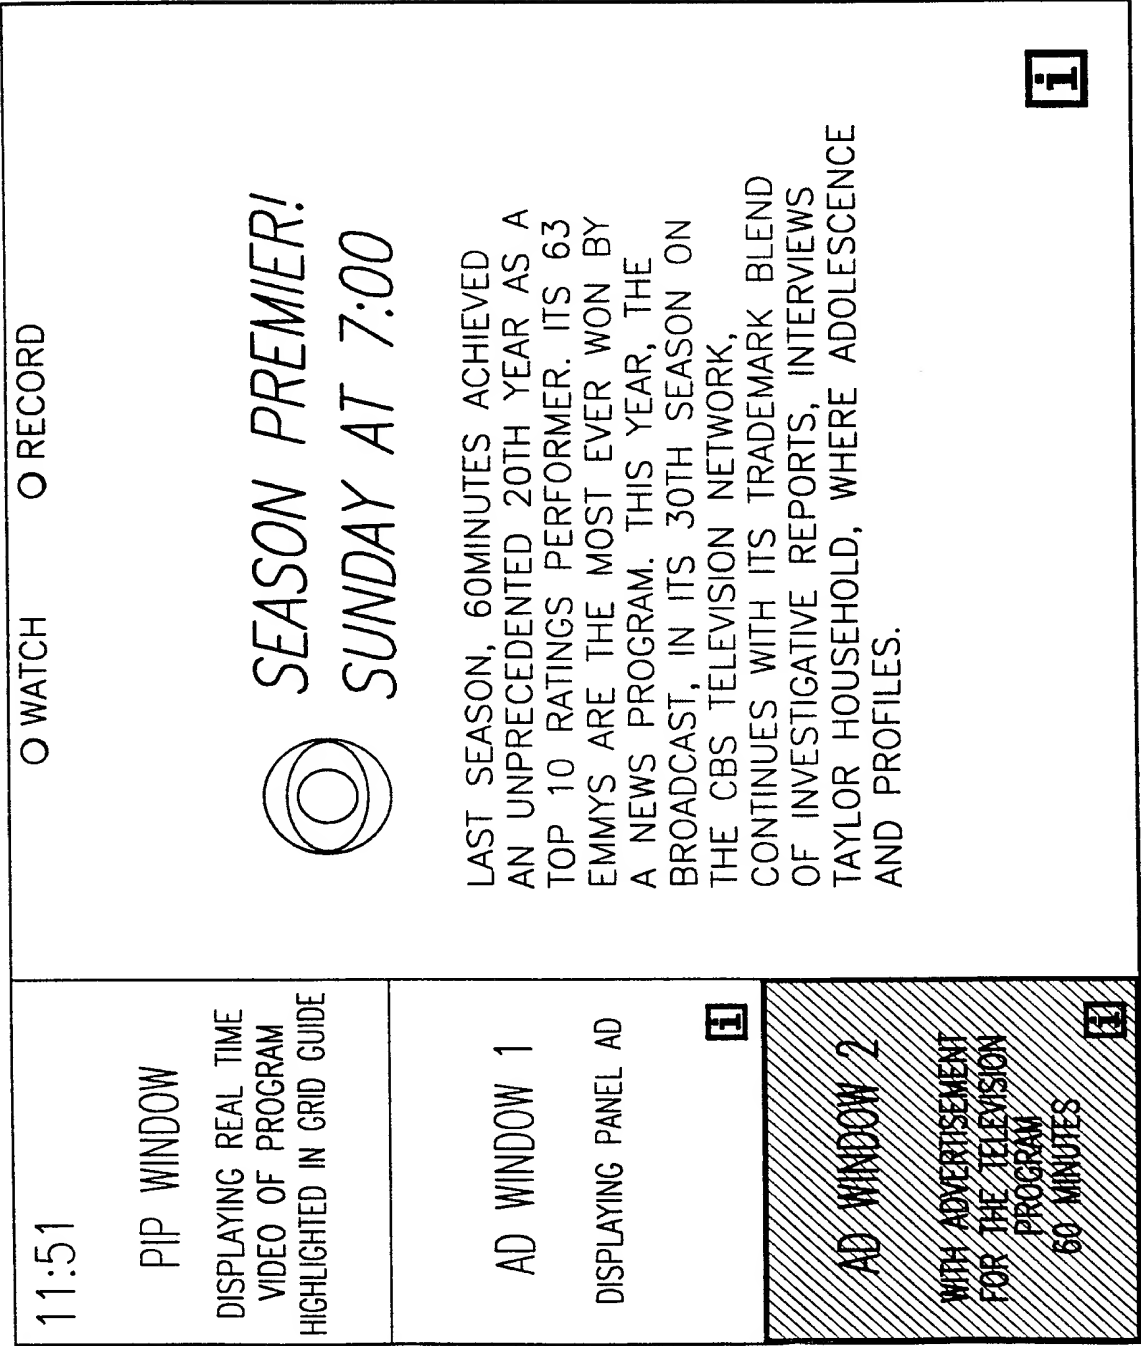 11:51
PIP WINDOW
DISPLAYING REAL TIME
VIDEO OF PROGRAM
HIGHLIGHTED IN GRID GUIDE
AD WINDOW 1
DISPLAYING PANEL AD
i
AD WINDOW 2
WITH ADVERTISEMENT
FOR THE TELEVISION
PROGRAM
60 MINUTES
i
O WATCH O RECORD
SEASON PREMIER!
SUNDAY AT 7:00
LAST SEASON, 60MINUTES ACHIEVED
AN UNPRECEDENTED 20TH YEAR AS A
TOP 10 RATINGS PERFORMER. ITS 63
EMMYS ARE THE MOST EVER WON BY
A NEWS PROGRAM. THIS YEAR, THE
BROADCAST, IN ITS 30TH SEASON ON
THE CBS TELEVISION NETWORK,
CONTINUES WITH ITS TRADEMARK BLEND
OF INVESTIGATIVE REPORTS, INTERVIEWS
TAYLOR HOUSEHOLD, WHERE ADOLESCENCE
AND PROFILES.
i